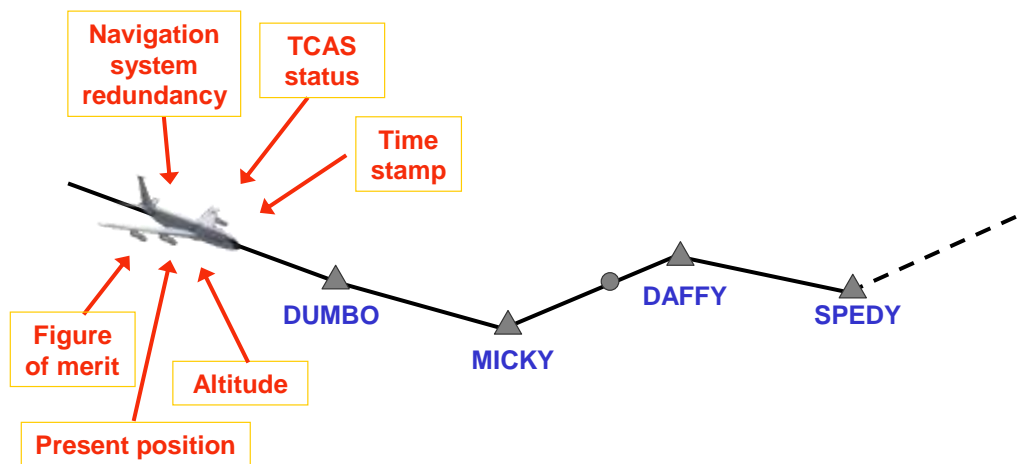 Navigation
system
redundancy
TCAS
status
Time
stamp
DUMBO
MICKY
DAFFY
SPEDY
Figure
of merit
Altitude
Present position